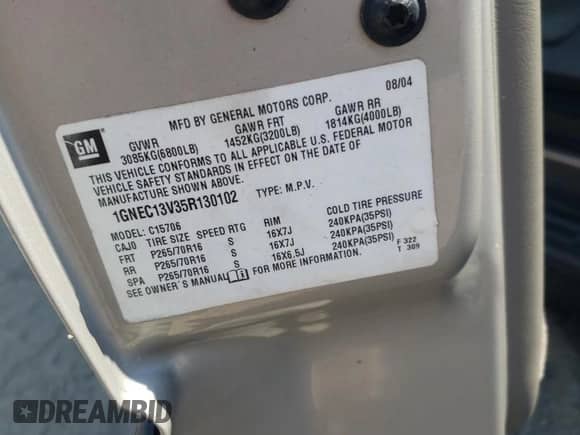 08/04
MFD BY GENERAL MOTORS CORP.
GM
GVWR GAWR FRT GAWR RR
3085KG(6800LB) 1452KG(3200LB) 1814KG(4000LB)
THIS VEHICLE CONFORMS TO ALL APPLICABLE U.S. FEDERAL MOTOR
VEHICLE SAFETY STANDARDS IN EFFECT ON THE DATE OF
MANUFACTURE SHOWN ABOVE.
1GNEC13V35R130102 TYPE: M.P.V.
MODEL: C15706
CAJO TIRE SIZE SPEED RTG RIM COLD TIRE PRESSURE
FRT P265/70R16 S 16X7J 240KPA(35PSI)
RR P265/70R16 S 16X7J 240KPA(35PSI)
SPA P265/70R16 S 16X6.5J 240KPA(35PSI)
SEE OWNER'S MANUAL FOR MORE INFORMATION.
F 322
T 309
DREAMBID